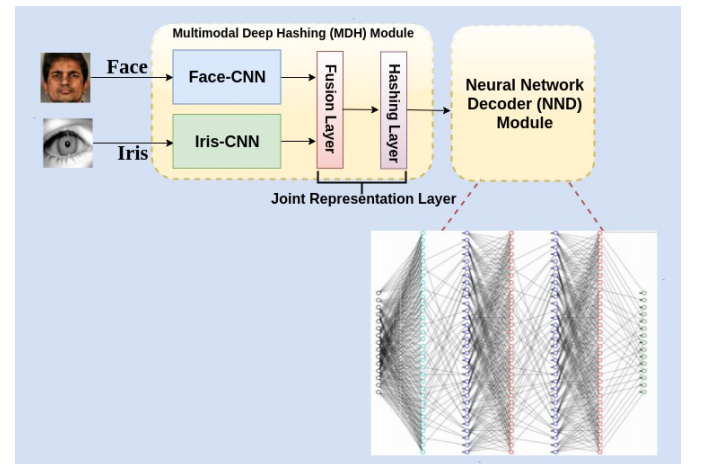 Multimodal Deep Hashing (MDH) Module
Face
Face-CNN
Iris
Iris-CNN
Fusion Layer
Hashing Layer
Joint Representation Layer
Neural Network
Decoder (NND)
Module